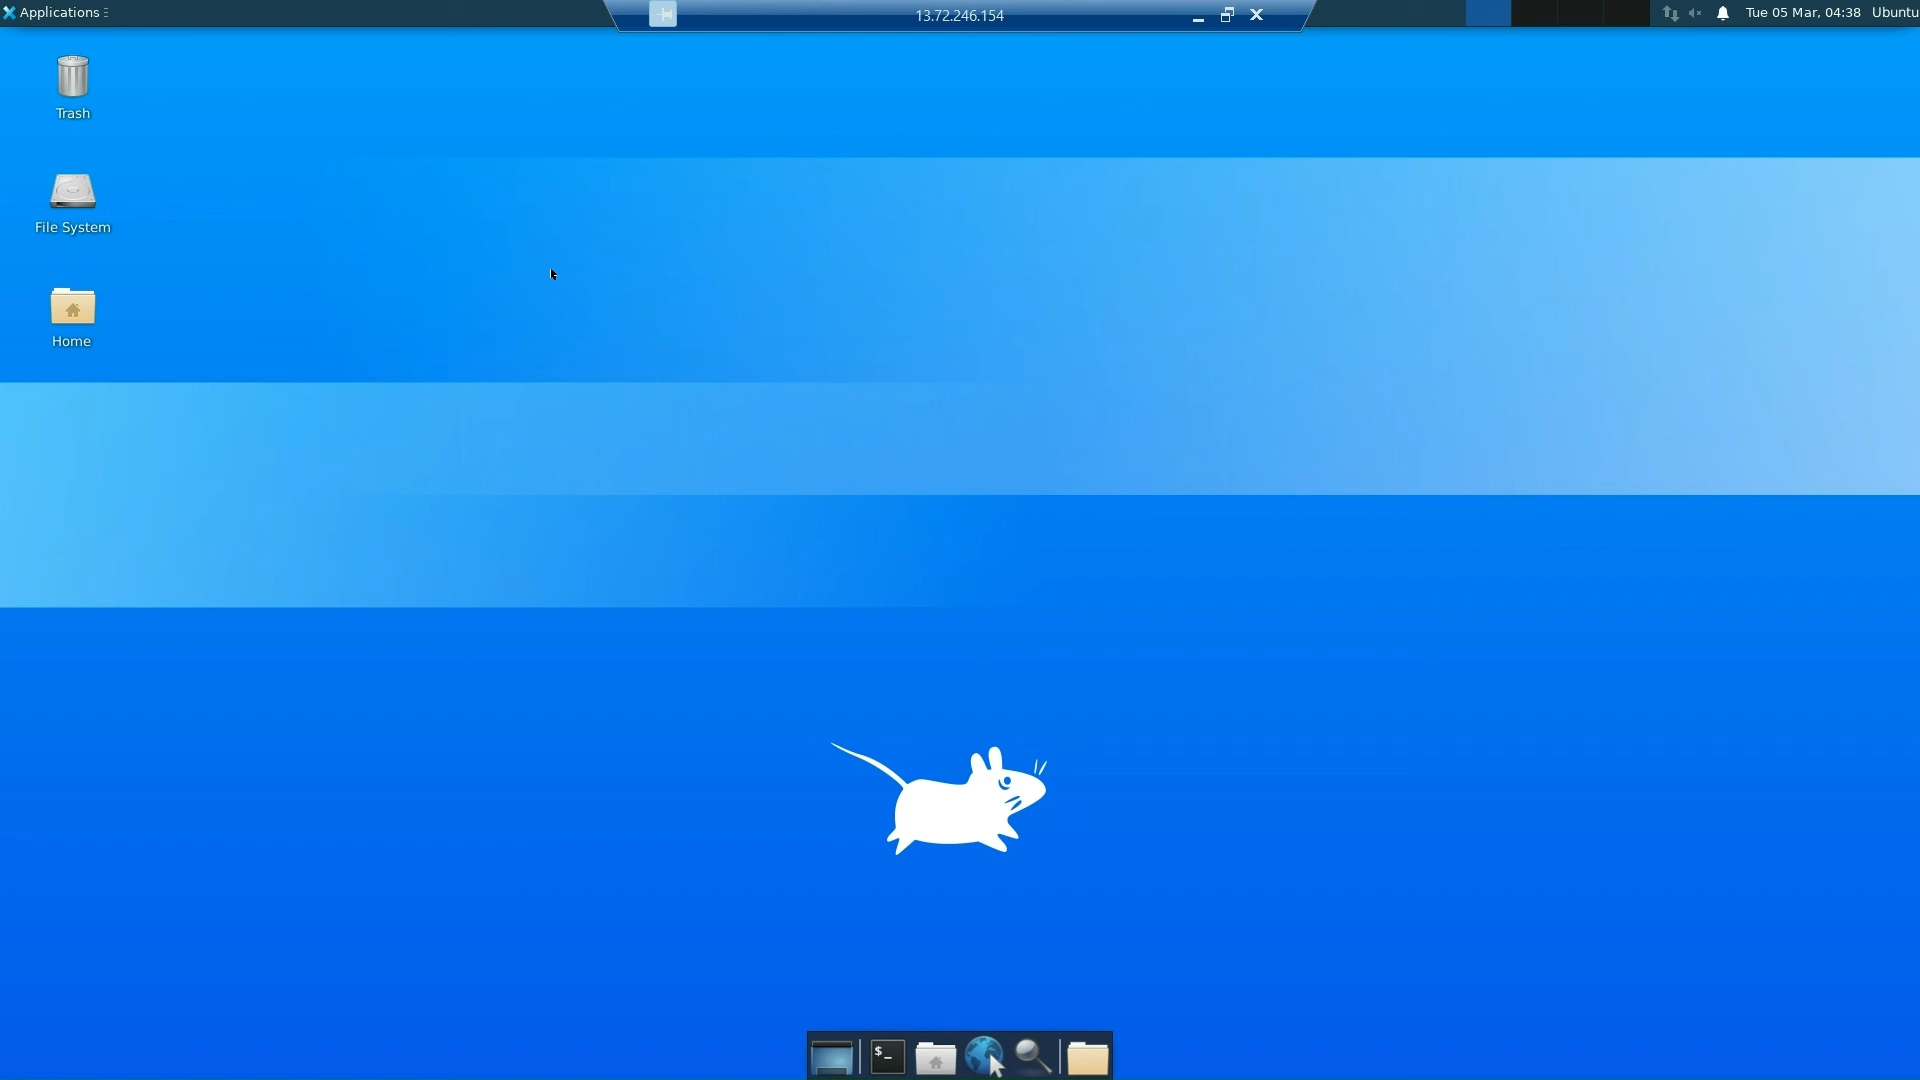 Applications
13.72.246.154
Tue 05 Mar, 04:38 Ubuntu
Trash
File System
Home
$_